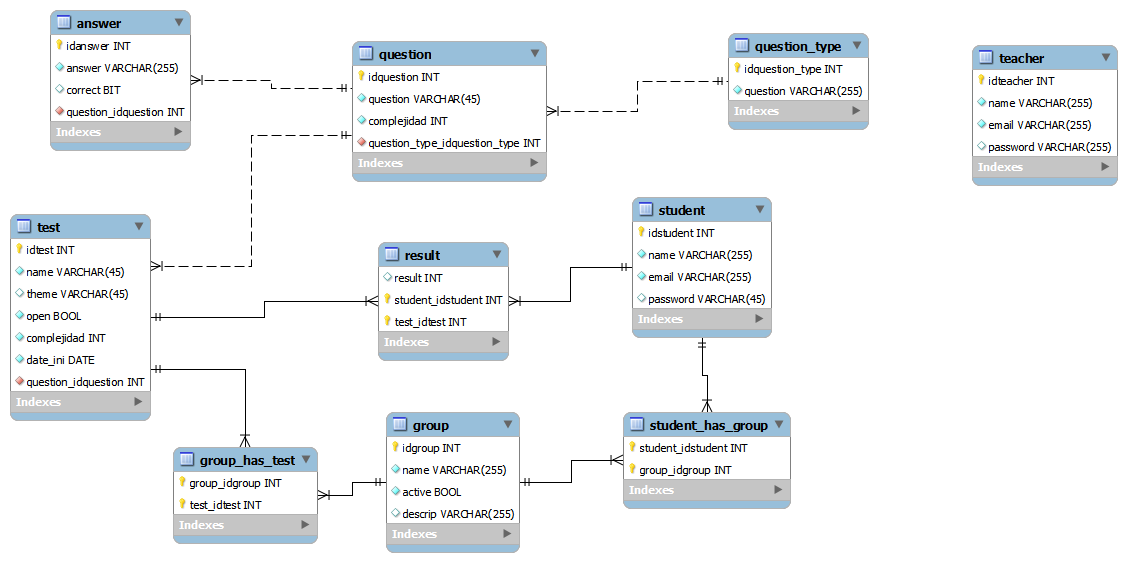 answer
idanswer INT
answer VARCHAR(255)
correct BIT
question_idquestion INT
Indexes
question
idquestion INT
question VARCHAR(45)
complejidad INT
question_type_idquestion_type INT
Indexes
question_type
idquestion_type INT
question VARCHAR(255)
Indexes
teacher
idteacher INT
name VARCHAR(255)
email VARCHAR(255)
password VARCHAR(255)
Indexes
test
idtest INT
name VARCHAR(45)
theme VARCHAR(45)
open BOOL
complejidad INT
date_ini DATE
question_idquestion INT
Indexes
result
result INT
student_idstudent INT
test_idtest INT
Indexes
student
idstudent INT
name VARCHAR(255)
email VARCHAR(255)
password VARCHAR(45)
Indexes
group_has_test
group_idgroup INT
test_idtest INT
Indexes
group
idgroup INT
name VARCHAR(255)
active BOOL
descrip VARCHAR(255)
Indexes
student_has_group
student_idstudent INT
group_idgroup INT
Indexes